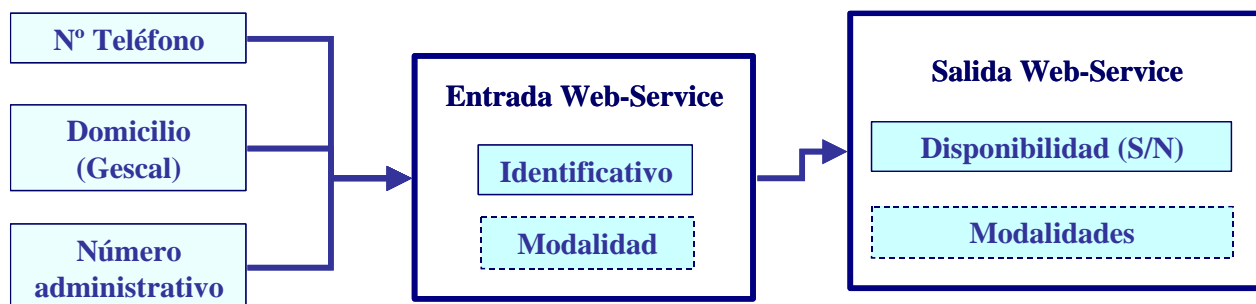 Nº Teléfono
Domicilio
(Gescal)
Número
administrativo
Entrada Web-Service
Identificativo
Modalidad
Salida Web-Service
Disponibilidad (S/N)
Modalidades